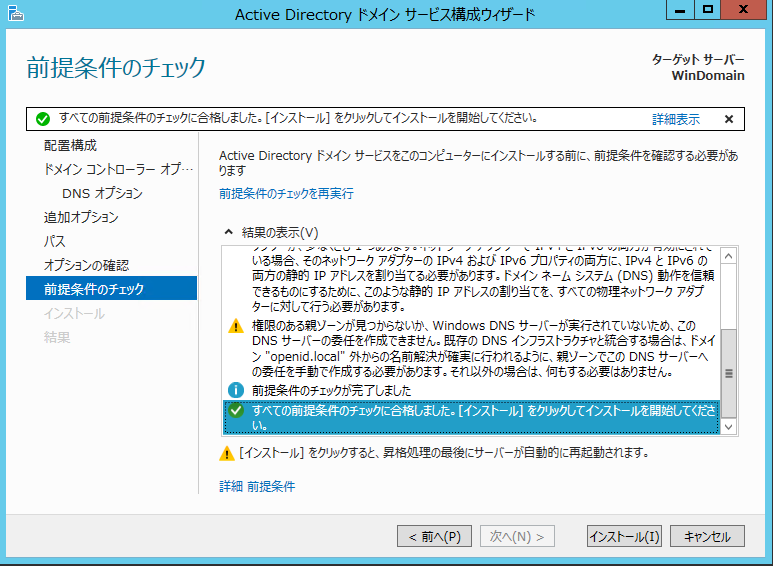 Active Directory ドメイン サービス構成ウィザード
前提条件のチェック
ターゲット サーバー
WinDomain
すべての前提条件のチェックに合格しました。[インストール] をクリックしてインストールを開始してください。
詳細表示
配置構成
ドメイン コントローラー オプ…
DNS オプション
追加オプション
パス
オプションの確認
前提条件のチェック
インストール
結果
Active Directory ドメイン サービスをこのコンピューターにインストールする前に、前提条件を確認する必要があ
ります
前提条件のチェックを再実行
結果の表示(V)
いる場合、そのネットワーク アダプターの IPv4 および IPv6 プロパティの両方に、IPv4 と IPv6 の
両方の静的 IP アドレスを割り当てる必要があります。ドメイン ネーム システム (DNS) 動作を信頼
できるものにするために、このような静的 IP アドレスの割り当てを、すべての物理ネットワーク アダプ
ターに対して行う必要があります。
権限のある親ゾーンが見つからないか、Windows DNS サーバーが実行されていないため、この
DNS サーバーの委任を作成できません。既存の DNS インフラストラクチャと統合する場合は、ドメイ
ン "openid.local" 外からの名前解決が確実に行われるように、親ゾーンでこの DNS サーバーへ
の委任を手動で作成する必要があります。それ以外の場合は、何もする必要はありません。
前提条件のチェックが完了しました
すべての前提条件のチェックに合格しました。[インストール] をクリックしてインストールを開始してくださ
い。
[インストール] をクリックすると、昇格処理の最後にサーバーが自動的に再起動されます。
詳細 前提条件
< 前へ(P)
次へ(N) >
インストール(I)
キャンセル